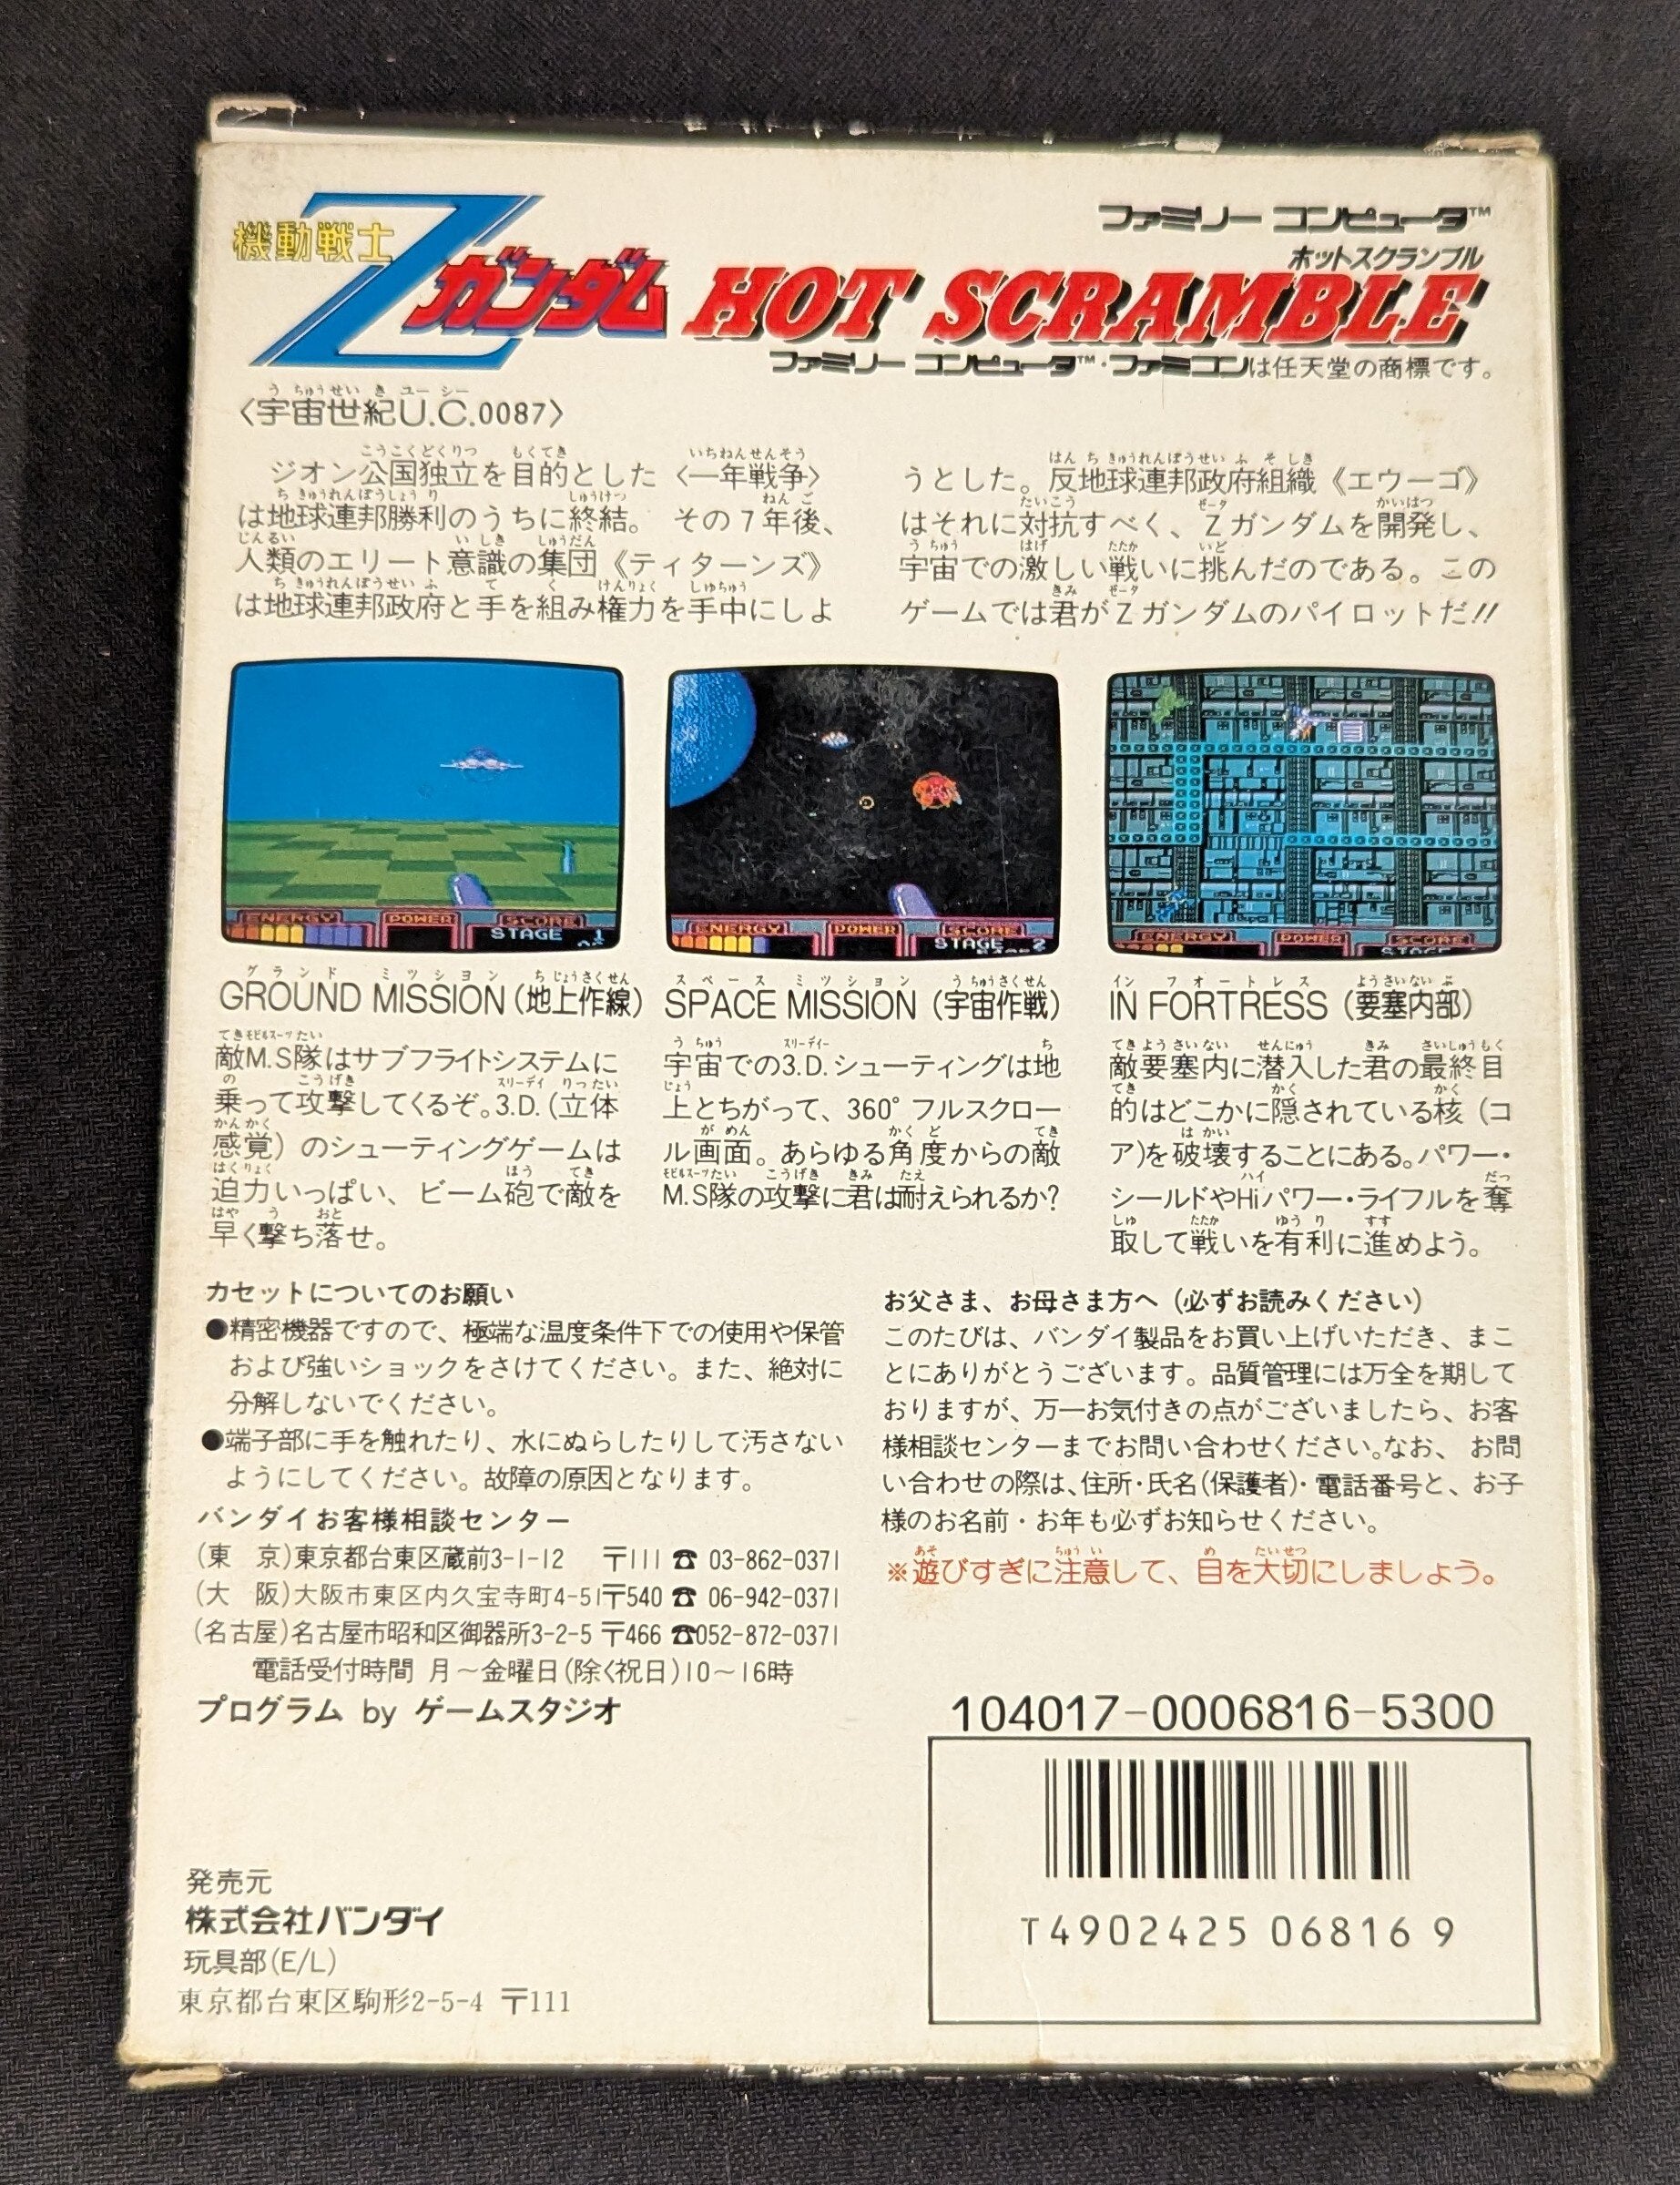 ファミリー コンピュータ™
機動戦士Zガンダム
ホットスクランブル
HOT SCRAMBLE
ファミリー コンピュータ™・ファミコンは任天堂の商標です。
〈宇宙世紀U.C.0087〉
ジオン公国独立を目的とした〈一年戦争〉
は地球連邦勝利のうちに終結。その7年後、
人類のエリート意識の集団《ティターンズ》
は地球連邦政府と手を組み権力を手中にしよ
うとした。反地球連邦政府組織《エウーゴ》
はそれに対抗すべく、Zガンダムを開発し、
宇宙での激しい戦いに挑んだのである。この
ゲームでは君がZガンダムのパイロットだ!!
ENERGY POWER SCORE
STAGE 1
ENERGY POWER SCORE
STAGE 2
ENERGY POWER SCORE
STAGE
GROUND MISSION(地上作線)
敵M.S隊はサブフライトシステムに
乗って攻撃してくるぞ。3.D.(立体
感覚)のシューティングゲームは
迫力いっぱい、ビーム砲で敵を
早く撃ち落せ。
SPACE MISSION(宇宙作戦)
宇宙での3.D.シューティングは地
上とちがって、360°フルスクロー
ル画面。あらゆる角度からの敵
M.S隊の攻撃に君は耐えられるか?
IN FORTRESS(要塞内部)
敵要塞内に潜入した君の最終目
的はどこかに隠されている核(コ
ア)を破壊することにある。パワー・
シールドやHiパワー・ライフルを奪
取して戦いを有利に進めよう。
カセットについてのお願い
●精密機器ですので、極端な温度条件下での使用や保管
および強いショックをさけてください。また、絶対に
分解しないでください。
●端子部に手を触れたり、水にぬらしたりして汚さない
ようにしてください。故障の原因となります。
バンダイお客様相談センター
(東　京)東京都台東区蔵前3-1-12 〒111 ☎ 03-862-0371
(大　阪)大阪市東区内久宝寺町4-51〒540 ☎ 06-942-0371
(名古屋)名古屋市昭和区御器所3-2-5 〒466 ☎052-872-0371
電話受付時間 月〜金曜日(除く祝日)10〜16時
プログラム by ゲームスタジオ
お父さま、お母さま方へ(必ずお読みください)
このたびは、バンダイ製品をお買い上げいただき、まこ
とにありがとうございます。品質管理には万全を期して
おりますが、万一お気付きの点がございましたら、お客
様相談センターまでお問い合わせください。なお、お問
い合わせの際は、住所・氏名(保護者)・電話番号と、お子
様のお名前・お年も必ずお知らせください。
※遊びすぎに注意して、目を大切にしましょう。
104017-0006816-5300
T4902425 06816 9
発売元
株式会社バンダイ
玩具部(E/L)
東京都台東区駒形2-5-4 〒111